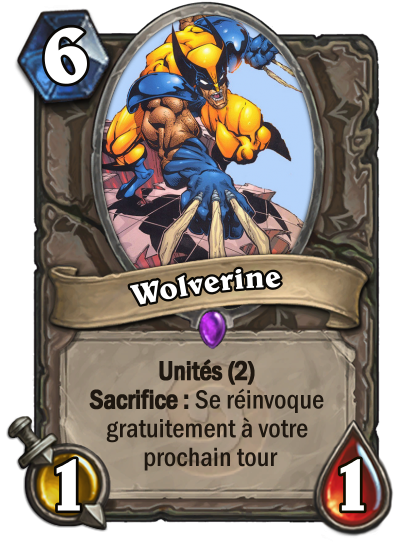 6
Wolverine
Unités (2)
Sacrifice : Se réinvoque
gratuitement à votre
prochain tour
1
1